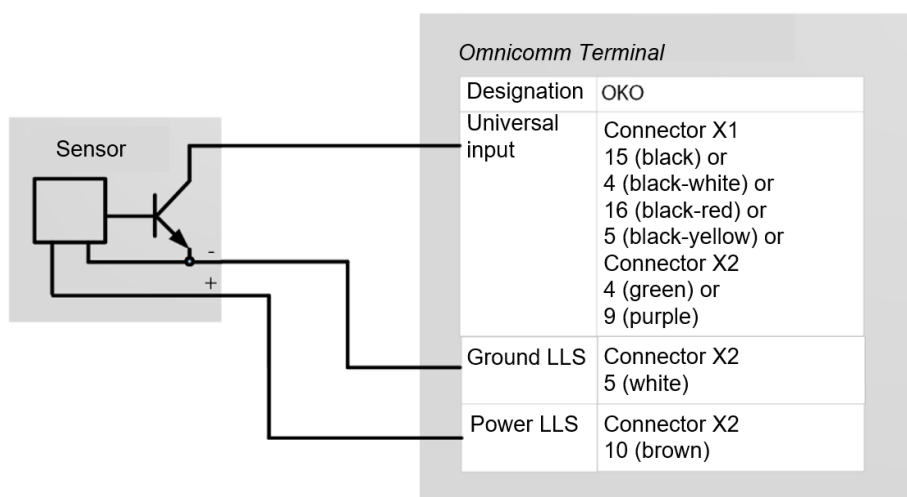 Omnicomm Terminal
Designation
OKO
Universal
input
Connector X1
15 (black) or
4 (black-white) or
16 (black-red) or
5 (black-yellow) or
Connector X2
4 (green) or
9 (purple)
Sensor
-
+
Ground LLS
Connector X2
5 (white)
Power LLS
Connector X2
10 (brown)